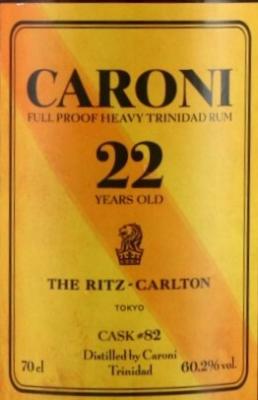 CARONI
FULL PROOF HEAVY TRINIDAD RUM
22
YEARS OLD
THE RITZ-CARLTON
TOKYO
CASK #82
70 cl
Distilled by Caroni
Trinidad
60.2% vol.